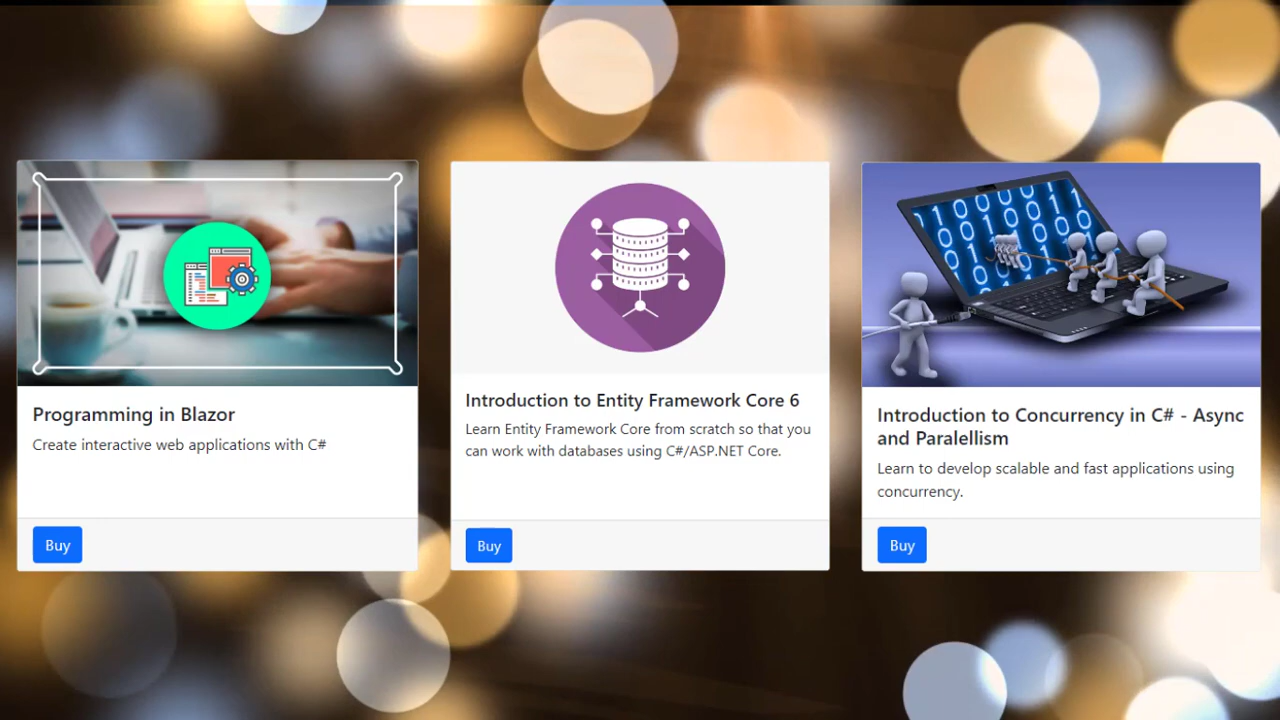 Programming in Blazor
Create interactive web applications with C#
Buy
Introduction to Entity Framework Core 6
Learn Entity Framework Core from scratch so that you
can work with databases using C#/ASP.NET Core.
Buy
Introduction to Concurrency in C# - Async
and Paralellism
Learn to develop scalable and fast applications using
concurrency.
Buy